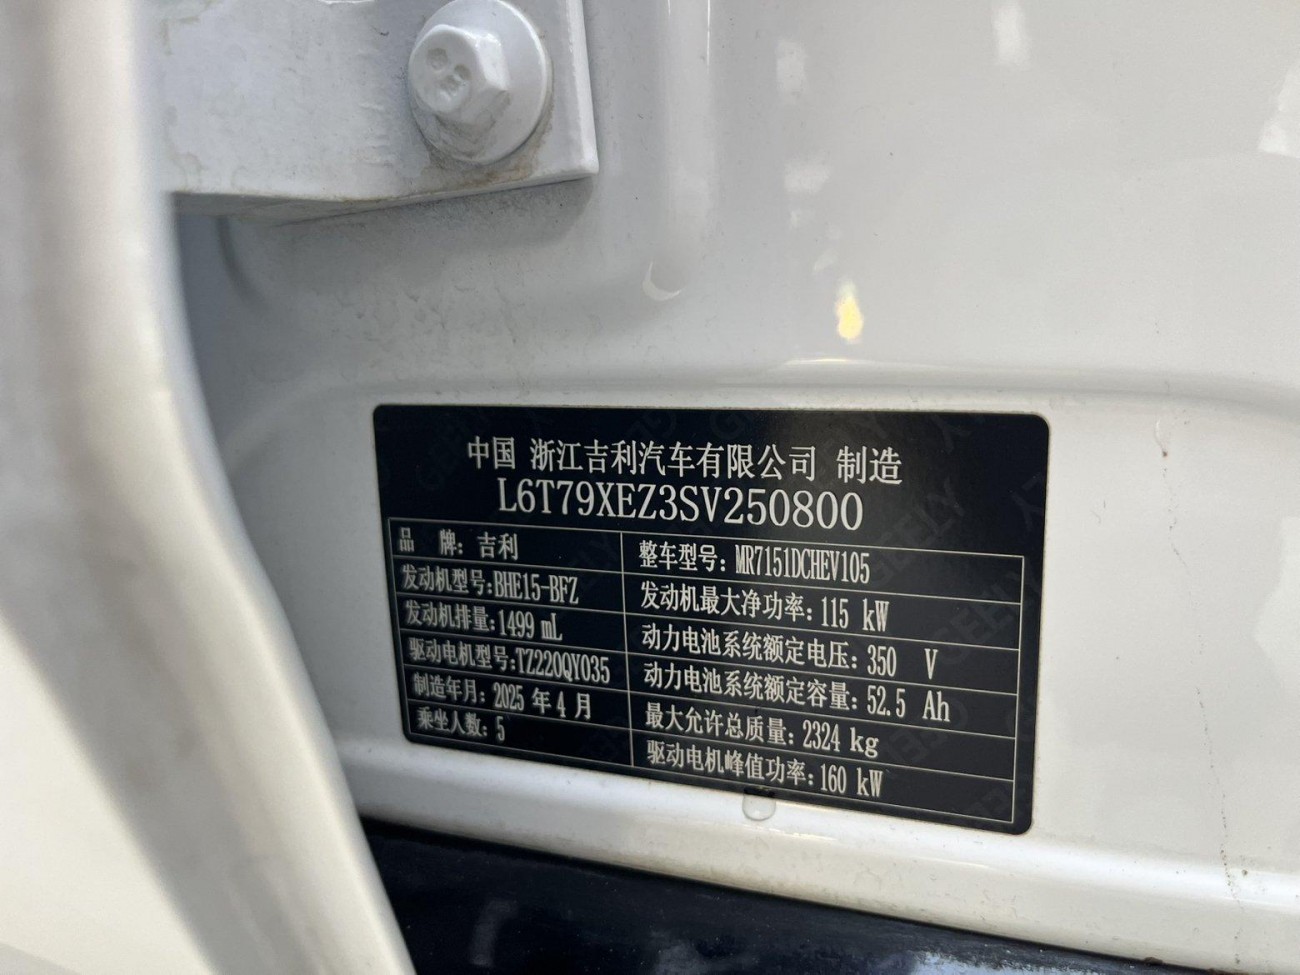 中国 浙江吉利汽车有限公司 制造
L6T79XEZ3SV250800
品 牌: 吉利
整车型号: MR7151DCHEV105
发动机型号: BHE15-BFZ
发动机最大净功率: 115 kW
发动机排量: 1499 mL
动力电池系统额定电压: 350 V
驱动电机型号: TZ220QY035
动力电池系统额定容量: 52.5 Ah
制造年月: 2025 年 4 月
最大允许总质量: 2324 kg
乘坐人数: 5
驱动电机峰值功率: 160 kW
GEELY